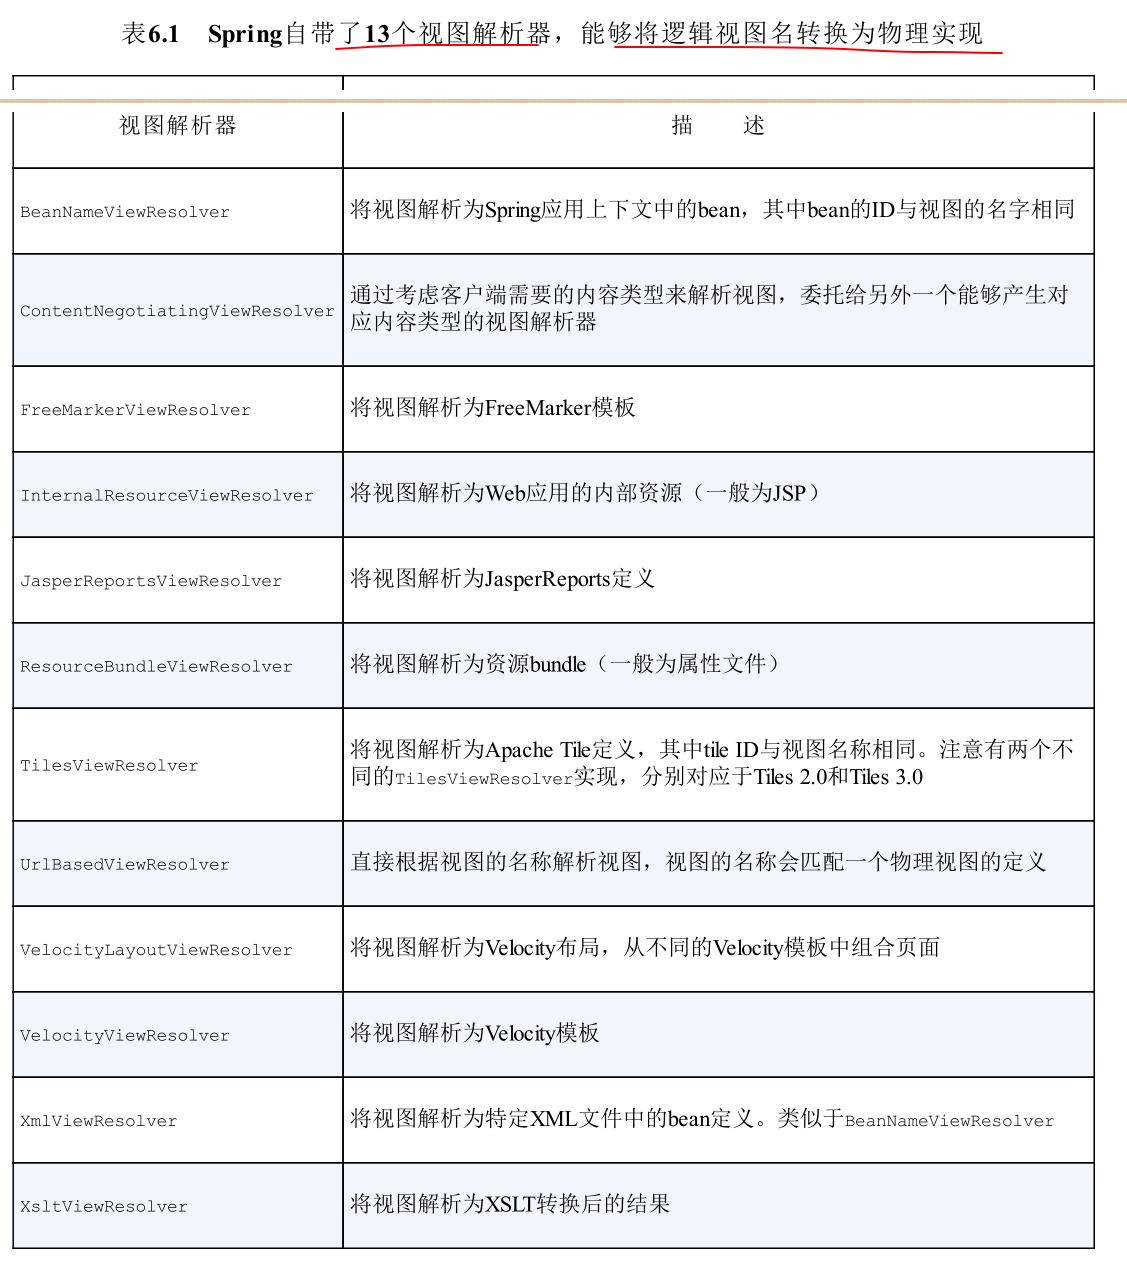 表6.1 Spring自带了13个视图解析器，能够将逻辑视图名转换为物理实现
视图解析器 描 述
BeanNameViewResolver 将视图解析为Spring应用上下文中的bean，其中bean的ID与视图的名字相同
ContentNegotiatingViewResolver 通过考虑客户端需要的内容类型来解析视图，委托给另外一个能够产生对
应内容类型的视图解析器
FreeMarkerViewResolver 将视图解析为FreeMarker模板
InternalResourceViewResolver 将视图解析为Web应用的内部资源（一般为JSP）
JasperReportsViewResolver 将视图解析为JasperReports定义
ResourceBundleViewResolver 将视图解析为资源bundle（一般为属性文件）
TilesViewResolver 将视图解析为Apache Tile定义，其中tile ID与视图名称相同。注意有两个不
同的TilesViewResolver实现，分别对应于Tiles 2.0和Tiles 3.0
UrlBasedViewResolver 直接根据视图的名称解析视图，视图的名称会匹配一个物理视图的定义
VelocityLayoutViewResolver 将视图解析为Velocity布局，从不同的Velocity模板中组合页面
VelocityViewResolver 将视图解析为Velocity模板
XmlViewResolver 将视图解析为特定XML文件中的bean定义。类似于BeanNameViewResolver
XsltViewResolver 将视图解析为XSLT转换后的结果